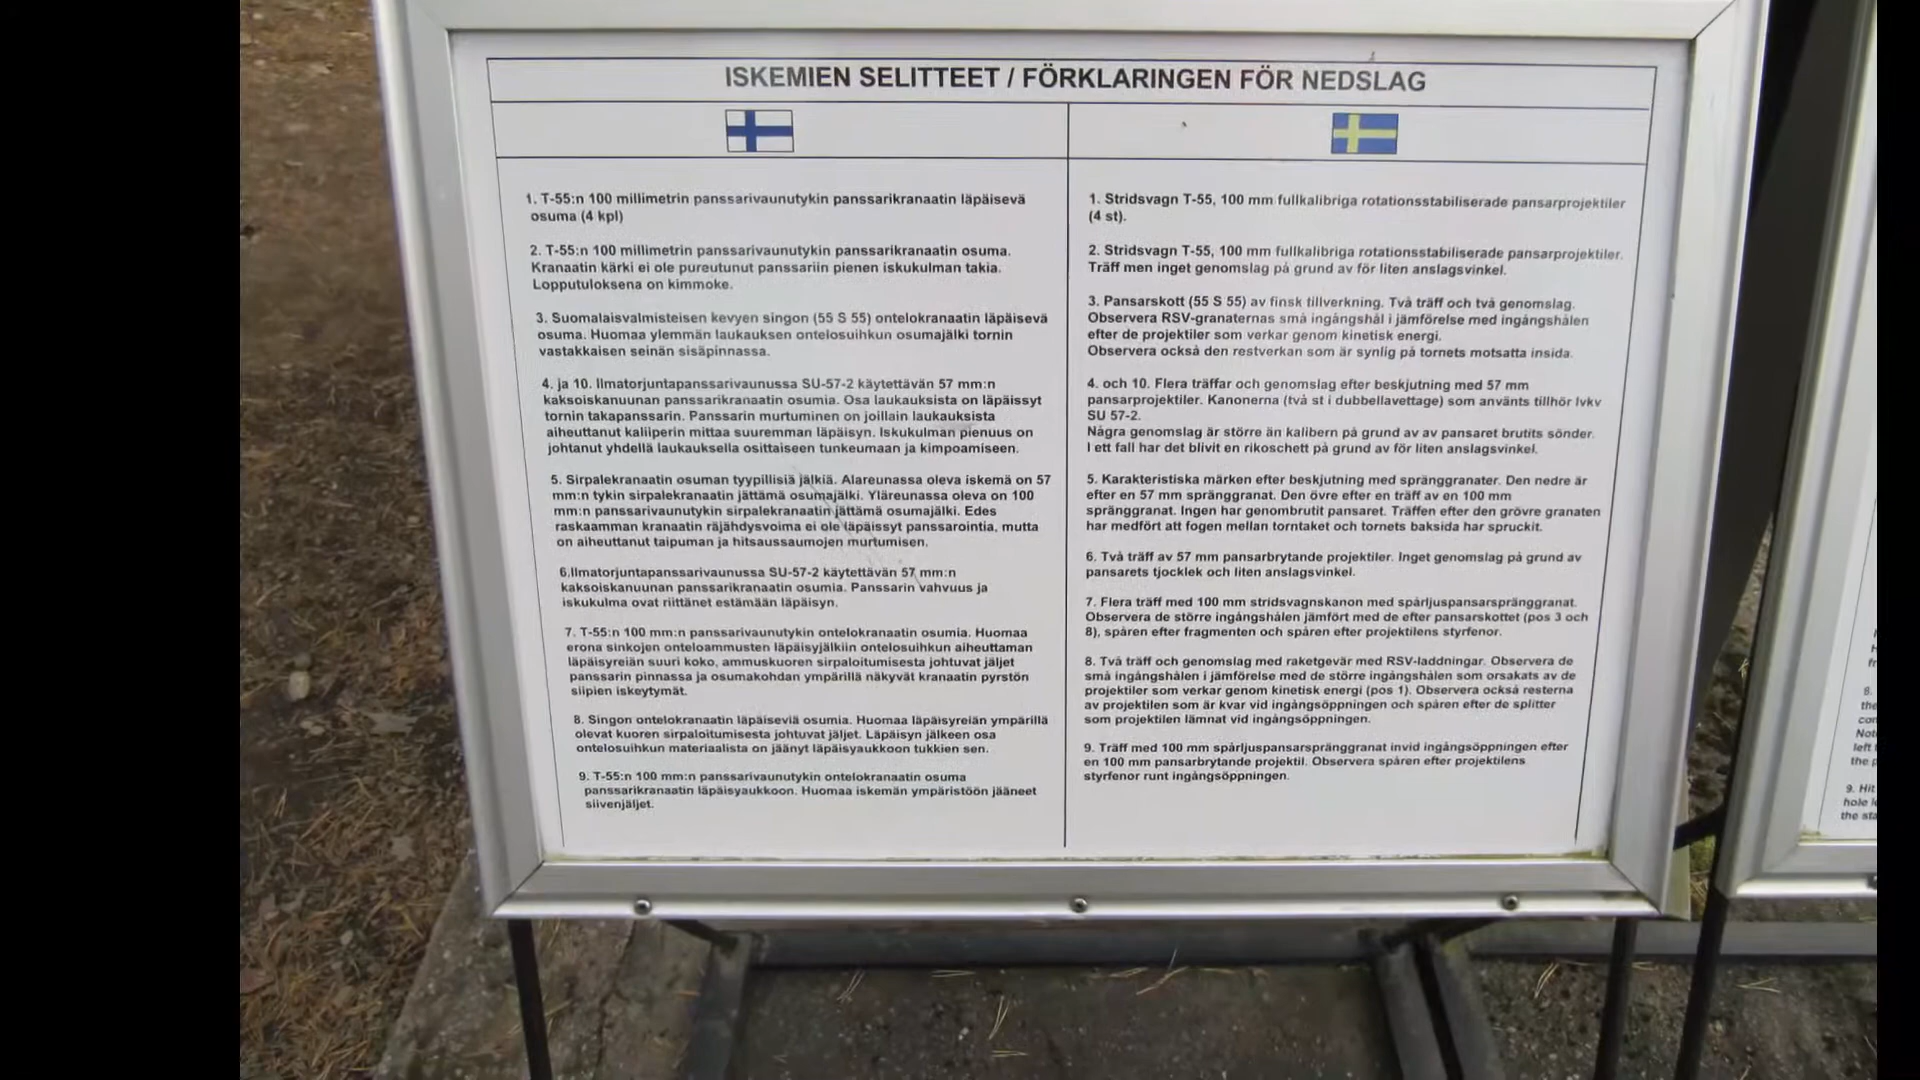 ISKEMIEN SELITTEET / FÖRKLARINGEN FÖR NEDSLAG
1. T-55:n 100 millimetrin panssarivaunutykin panssarikranaatin läpäisevä
osuma (4 kpl)
2. T-55:n 100 millimetrin panssarivaunutykin panssarikranaatin osuma.
Kranaatin kärki ei ole pureutunut panssariin pienen iskukulman takia.
Lopputuloksena on kimmoke.
3. Suomalaisvalmisteisen kevyen singon (55 S 55) ontelokranaatin läpäisevä
osuma. Huomaa ylemmän laukauksen ontelosuihkun osumajälki tornin
vastakkaisen seinän sisäpinnassa.
4. ja 10. Ilmatorjuntapanssarivaunussa SU-57-2 käytettävän 57 mm:n
kaksoiskanuunan panssarikranaatin osumia. Osa laukauksista on läpäissyt
tornin takapanssarin. Panssarin murtuminen on joillain laukauksista
aiheuttanut kaliiperin mittaa suuremman läpäisyn. Iskukulman pienuus on
johtanut yhdellä laukauksella osittaiseen tunkeumaan ja kimpoamiseen.
5. Sirpalekranaatin osuman tyypillisiä jälkiä. Alareunassa oleva iskemä on 57
mm:n tykin sirpalekranaatin jättämä osumajälki. Yläreunassa oleva on 100
mm:n panssarivaunutykin sirpalekranaatin jättämä osumajälki. Edes
raskaamman kranaatin räjähdysvoima ei ole läpäissyt panssarointia, mutta
on aiheuttanut taipuman ja hitsaussaumojen murtumisen.
6.Ilmatorjuntapanssarivaunussa SU-57-2 käytettävän 57 mm:n
kaksoiskanuunan panssarikranaatin osumia. Panssarin vahvuus ja
iskukulma ovat riittänet estämään läpäisyn.
7. T-55:n 100 mm:n panssarivaunutykin ontelokranaatin osumia. Huomaa
erona sinkojen onteloammusten läpäisyjälkiin ontelosuihkun aiheuttaman
läpäisyreiän suuri koko, ammuskuoren sirpaloitumisesta johtuvat jäljet
panssarin pinnassa ja osumakohdan ympärillä näkyvät kranaatin pyrstön
siipien iskeytymät.
8. Singon ontelokranaatin läpäiseviä osumia. Huomaa läpäisyreiän ympärillä
olevat kuoren sirpaloitumisesta johtuvat jäljet. Läpäisyn jälkeen osa
ontelosuihkun materiaalista on jäänyt läpäisyaukkoon tukkien sen.
9. T-55:n 100 mm:n panssarivaunutykin ontelokranaatin osuma
panssarikranaatin läpäisyaukkoon. Huomaa iskemän ympäristöön jääneet
siivenjäljet.
1. Stridsvagn T-55, 100 mm fullkalibriga rotationsstabiliserade pansarprojektiler
(4 st).
2. Stridsvagn T-55, 100 mm fullkalibriga rotationsstabiliserade pansarprojektiler.
Träff men inget genomslag på grund av för liten anslagsvinkel.
3. Pansarskott (55 S 55) av finsk tillverkning. Två träff och två genomslag.
Observera RSV-granaternas små ingångshål i jämförelse med ingångshålen
efter de projektiler som verkar genom kinetisk energi.
Observera också den restverkan som är synlig på tornets motsatta insida.
4. och 10. Flera träffar och genomslag efter beskjutning med 57 mm
pansarprojektiler. Kanonerna (två st i dubbellavettage) som använts tillhör lvkv
SU 57-2.
Några genomslag är större än kalibern på grund av av pansaret brutits sönder.
I ett fall har det blivit en rikoschett på grund av för liten anslagsvinkel.
5. Karakteristiska märken efter beskjutning med spränggranater. Den nedre är
efter en 57 mm spränggranat. Den övre efter en träff av en 100 mm
spränggranat. Ingen har genombrutit pansaret. Träffen efter den grövre granaten
har medfört att fogen mellan torntaket och tornets baksida har spruckit.
6. Två träff av 57 mm pansarbrytande projektiler. Inget genomslag på grund av
pansarets tjocklek och liten anslagsvinkel.
7. Flera träff med 100 mm stridsvagnskanon med spårljuspansarspränggranat.
Observera de större ingångshålen jämfört med de efter pansarskottet (pos 3 och
8), spåren efter fragmenten och spåren efter projektilens styrfenor.
8. Två träff och genomslag med raketgevär med RSV-laddningar. Observera de
små ingångshålen i jämförelse med de större ingångshålen som orsakats av de
projektiler som verkar genom kinetisk energi (pos 1). Observera också resterna
av projektilen som är kvar vid ingångsöppningen och spåren efter de splitter
som projektilen lämnat vid ingångsöppningen.
9. Träff med 100 mm spårljuspansarspränggranat invid ingångsöppningen efter
en 100 mm pansarbrytande projektil. Observera spåren efter projektilens
styrfenor runt ingångsöppningen.
8.
the
con
Not
left
the p
9. Hit
hole l
the sta